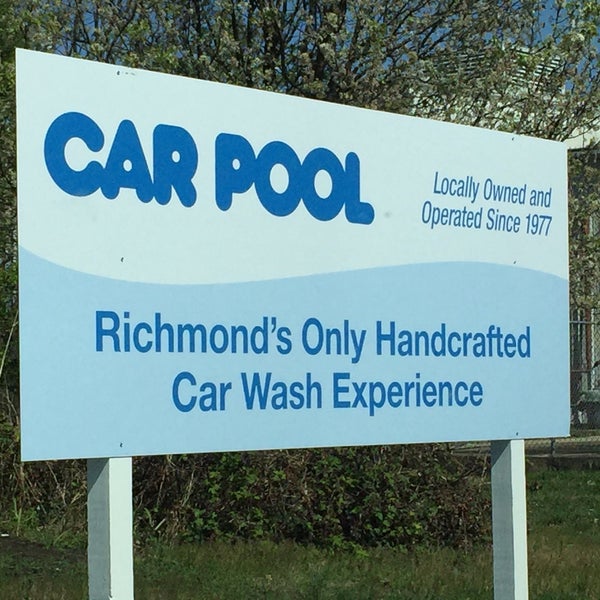 CAR POOL
Locally Owned and
Operated Since 1977
Richmond's Only Handcrafted
Car Wash Experience